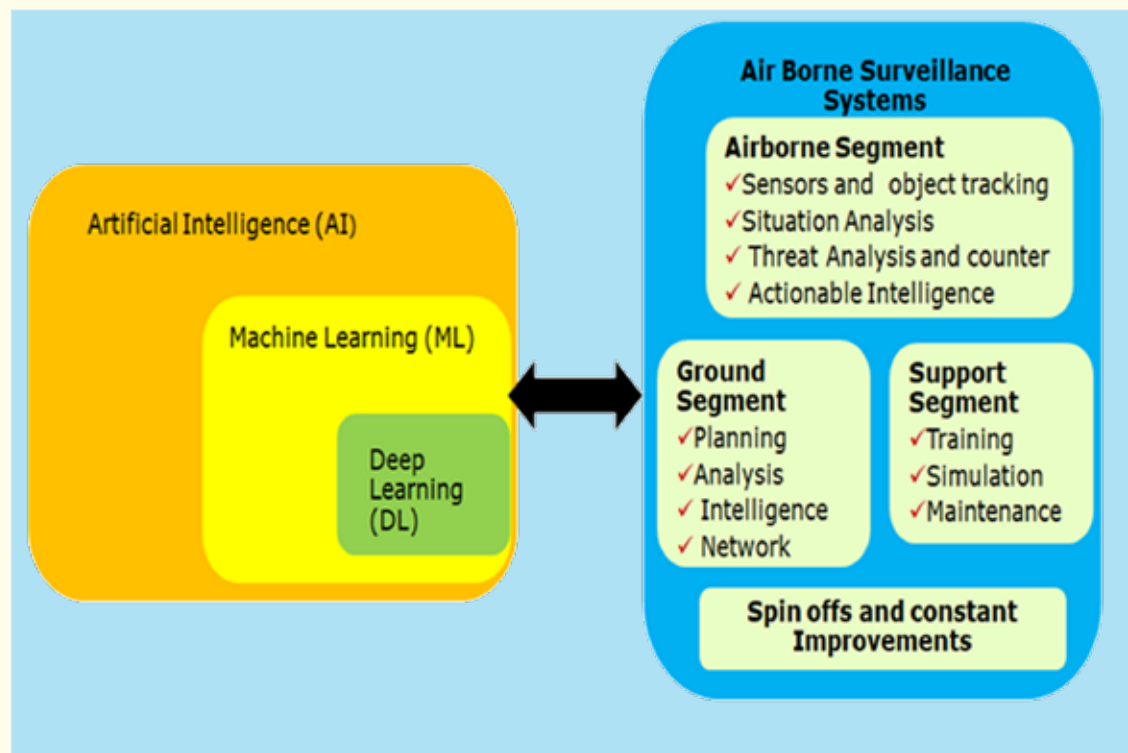 Artificial Intelligence (AI)
Machine Learning (ML)
Deep
Learning
(DL)
Air Borne Surveillance
Systems
Airborne Segment
✓Sensors and object tracking
✓Situation Analysis
✓ Threat Analysis and counter
✓ Actionable Intelligence
Ground
Segment
✓Planning
✓Analysis
✓ Intelligence
✓ Network
Support
Segment
✓Training
✓Simulation
✓Maintenance
Spin offs and constant
Improvements